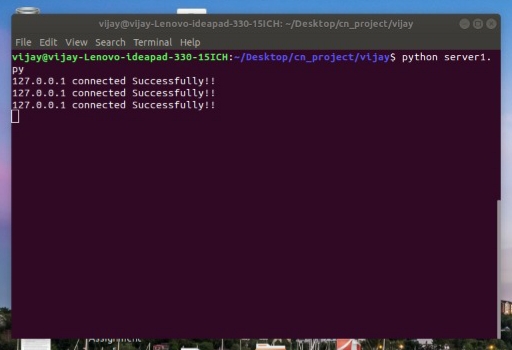 vijay@vijay-Lenovo-ideapad-330-15ICH: ~/Desktop/cn_project/vijay
File Edit View Search Terminal Help
vijay@vijay-Lenovo-ideapad-330-15ICH:~/Desktop/cn_project/vijay$ python server1.
py
127.0.0.1 connected Successfully!!
127.0.0.1 connected Successfully!!
127.0.0.1 connected Successfully!!
Assignment